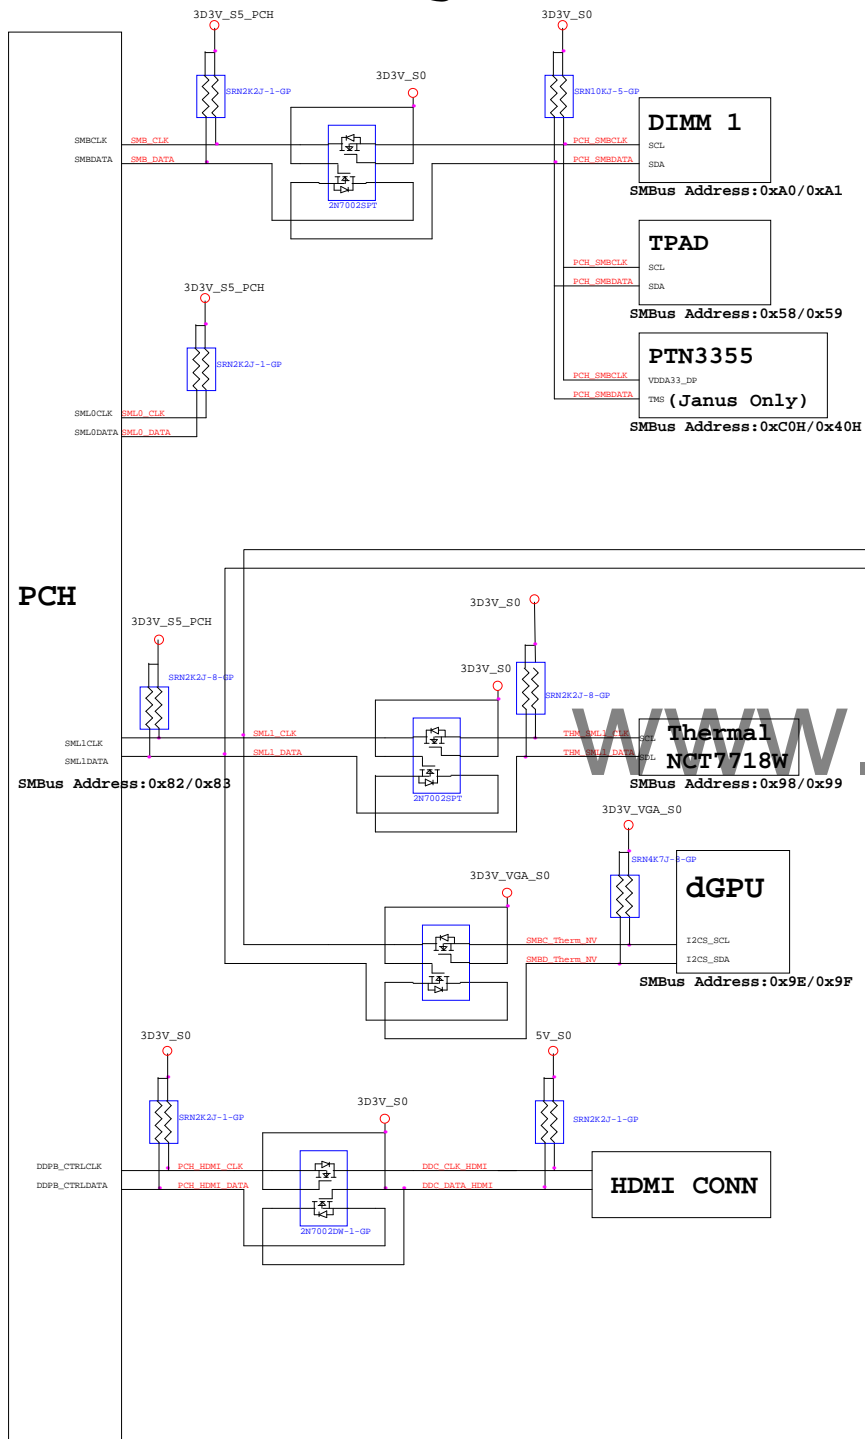 3D3V_S5_PCH
3D3V_S0
SRN2K2J-1-GP
3D3V_S0
SRN10KJ-5-GP
DIMM 1
SMBCLK
SMB_CLK
PCH_SMBCLK
SCL
SMBDATA
SMB_DATA
PCH_SMBDATA
SDA
SMBus Address:0xA0/0xA1
2N7002SPT
TPAD
PCH_SMBCLK
SCL
PCH_SMBDATA
SDA
3D3V_S5_PCH
SMBus Address:0x58/0x59
SRN2K2J-1-GP
PTN3355
PCH_SMBCLK
VDDA33_DP
PCH_SMBDATA
TMS (Janus Only)
SML0CLK
SML0_CLK
SML0DATA
SML0_DATA
SMBus Address:0xC0H/0x40H
PCH
3D3V_S0
3D3V_S5_PCH
3D3V_S0
SRN2K2J-8-GP
SRN2K2J-8-GP
www.
SML1CLK
SML1_CLK
THM_SML1_CLK
SCL
Thermal
SML1DATA
SML1_DATA
THM_SML1_DATA
SDL
NCT7718W
SMBus Address:0x82/0x83
SMBus Address:0x98/0x99
2N7002SPT
3D3V_VGA_S0
SRN4K7J-8-GP
3D3V_VGA_S0
dGPU
SMBC_Therm_NV
I2CS_SCL
SMBD_Therm_NV
I2CS_SDA
SMBus Address:0x9E/0x9F
3D3V_S0
5V_S0
3D3V_S0
SRN2K2J-1-GP
SRN2K2J-1-GP
DDPB_CTRLCLK
PCH_HDMI_CLK
DDC_CLK_HDMI
DDPB_CTRLDATA
PCH_HDMI_DATA
DDC_DATA_HDMI
HDMI CONN
2N7002DW-1-GP